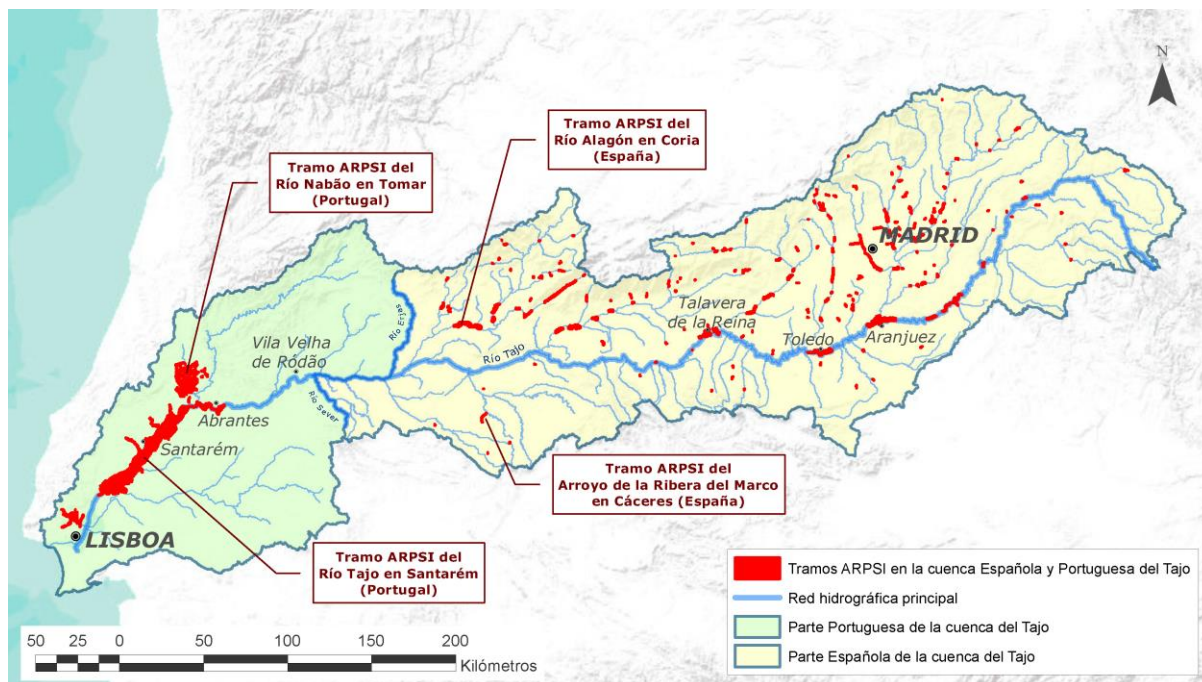 N
Tramo ARPSI del
Río Alagón en Coria
(España)
Tramo ARPSI del
Río Nabão en Tomar
(Portugal)
MADRID
Río Erjas
Talavera
de la Reina
Vila Velha
de Ródão
Río Tajo
Toledo
Aranjuez
Río Sever
Abrantes
Santarém
Tramo ARPSI del
Arroyo de la Ribera del Marco
en Cáceres (España)
LISBOA
Tramo ARPSI del
Río Tajo en Santarém
(Portugal)
Tramos ARPSI en la cuenca Española y Portuguesa del Tajo
Red hidrográfica principal
Parte Portuguesa de la cuenca del Tajo
Parte Española de la cuenca del Tajo
50 25 0 50 100 150 200
Kilómetros